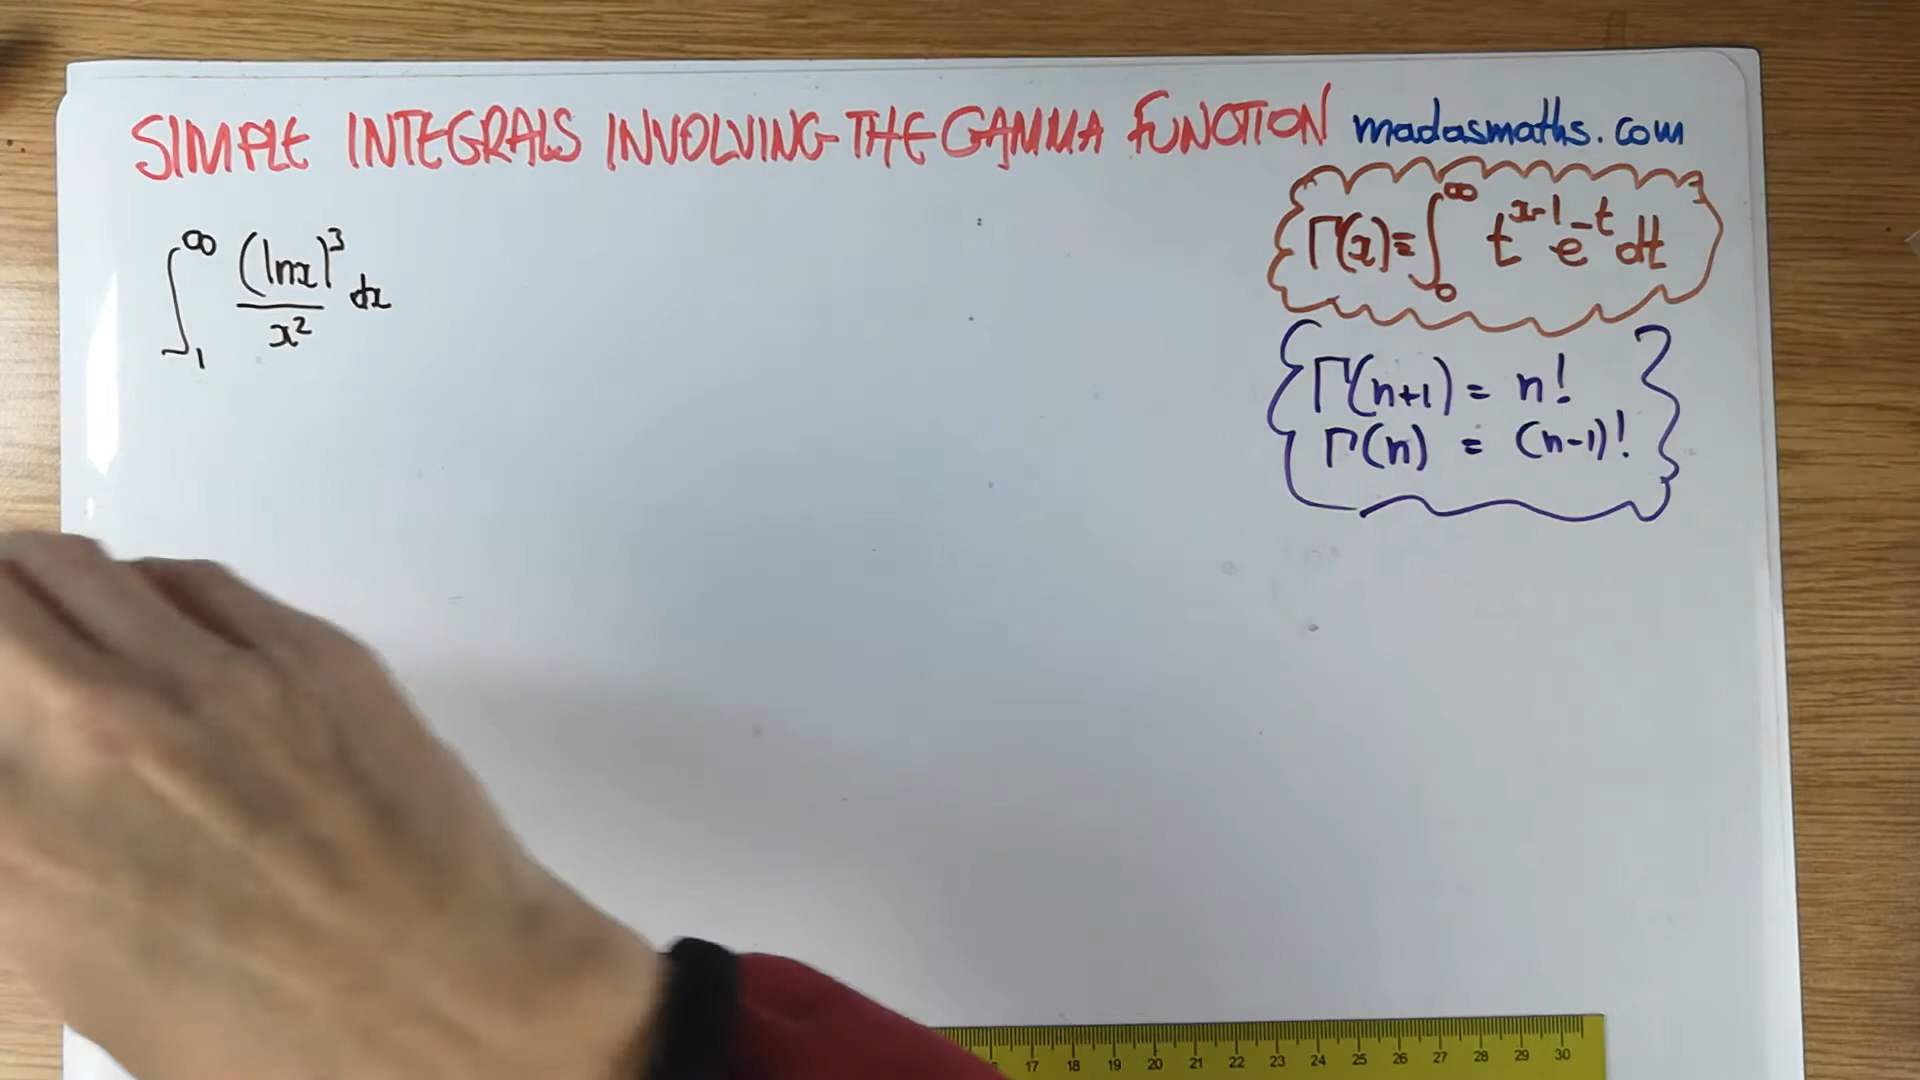 SIMPLE INTEGRALS INVOLVING THE GAMMA FUNCTION madasmaths.com
∫₁^∞ (lnx)³/x² dx
Γ(x)=∫₀^∞ t^(x-1) e^(-t) dt
Γ(n+1) = n!
Γ(n) = (n-1)!
17 18 19 20 21 22 23 24 25 26 27 28 29 30